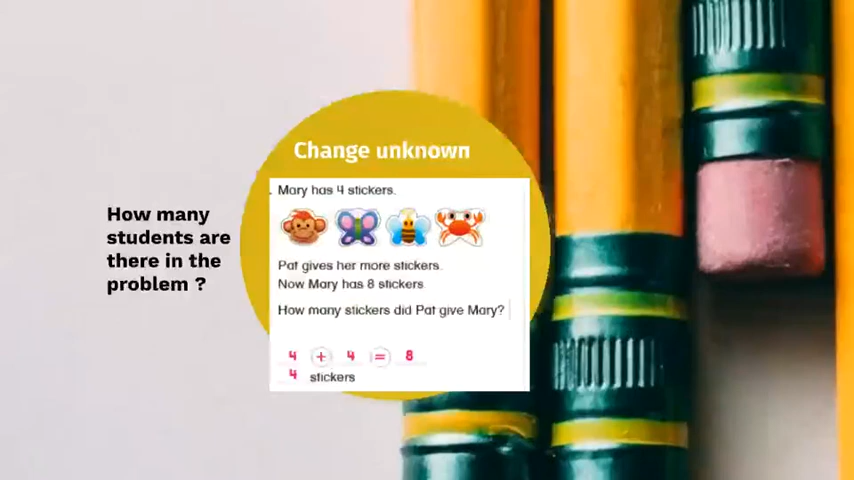 Change unknown
How many
students are
there in the
problem ?
Mary has 4 stickers.
Pat gives her more stickers.
Now Mary has 8 stickers
How many stickers did Pat give Mary?
4 + 4 = 8
4 stickers